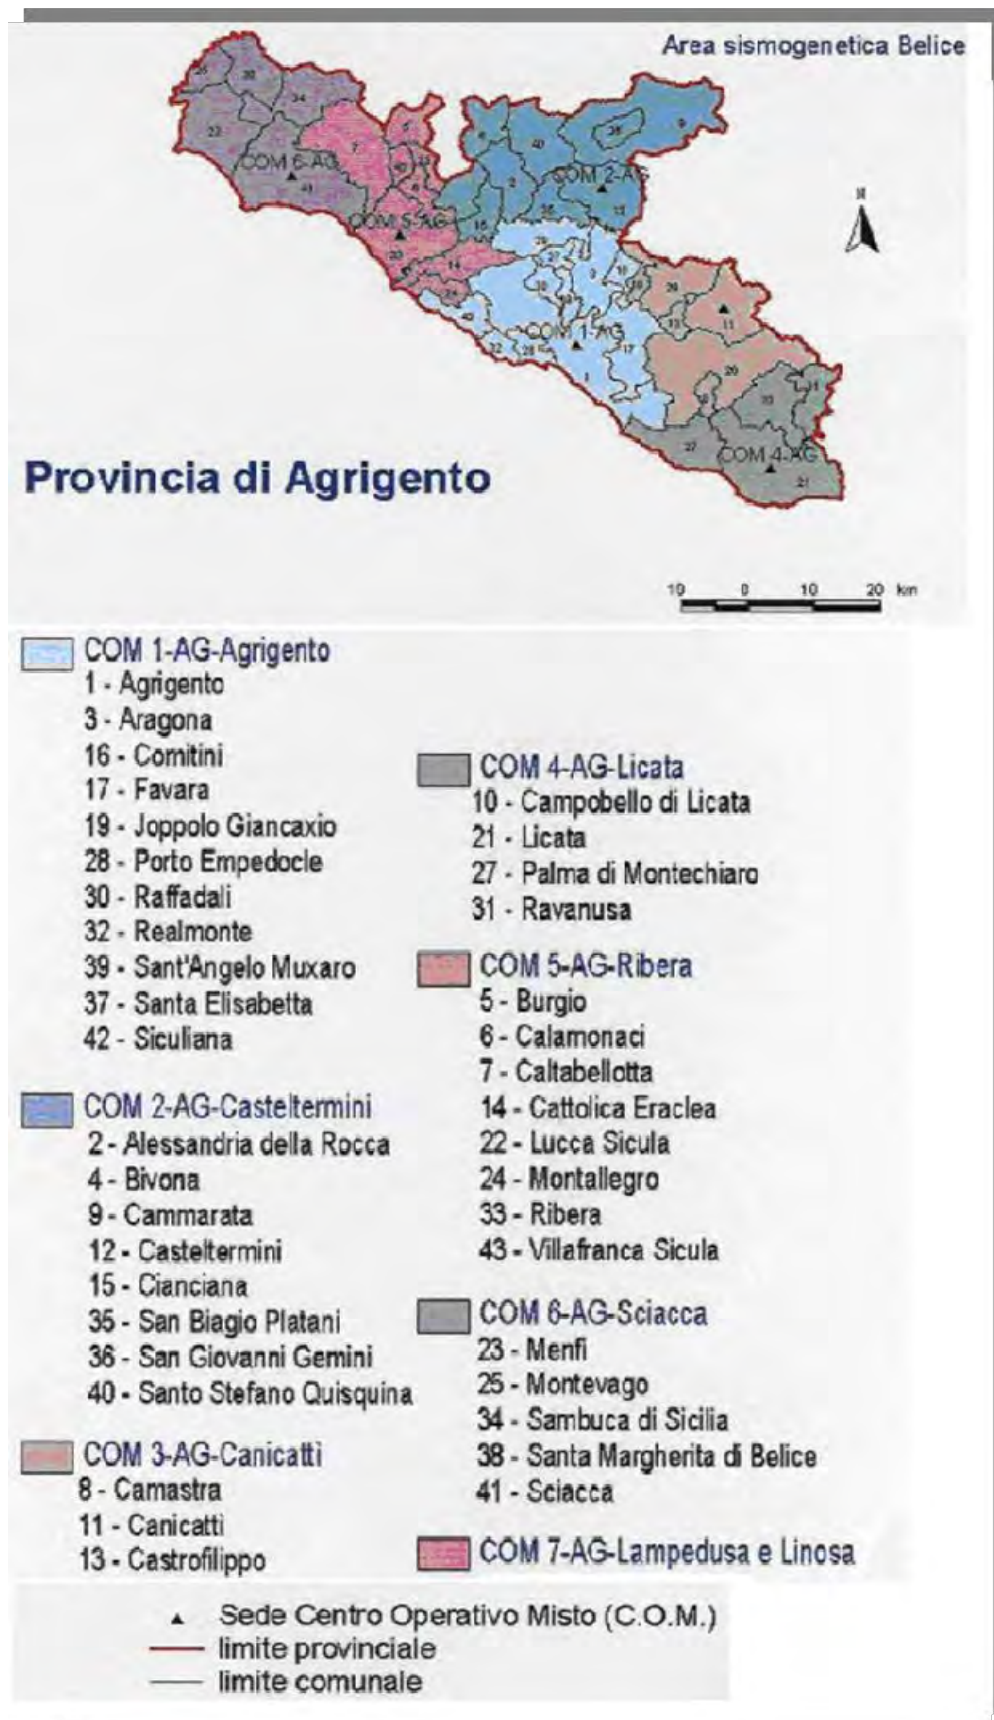 Area sismogenetica Belice
COM 6-AG
COM 2-AG
COM 5-AG
COM 1-AG
COM 4-AG
Provincia di Agrigento
10 0 10 20 km
COM 1-AG-Agrigento
1 - Agrigento
3 - Aragona
16 - Comitini
17 - Favara
19 - Joppolo Giancaxio
28 - Porto Empedocle
30 - Raffadali
32 - Realmonte
39 - Sant'Angelo Muxaro
37 - Santa Elisabetta
42 - Siculiana
COM 2-AG-Casteltermini
2 - Alessandria della Rocca
4 - Bivona
9 - Cammarata
12 - Casteltermini
15 - Cianciana
35 - San Biagio Platani
36 - San Giovanni Gemini
40 - Santo Stefano Quisquina
COM 3-AG-Canicatti
8 - Camastra
11 - Canicatti
13 - Castrofilippo
COM 4-AG-Licata
10 - Campobello di Licata
21 - Licata
27 - Palma di Montechiaro
31 - Ravanusa
COM 5-AG-Ribera
5 - Burgio
6 - Calamonaci
7 - Caltabellotta
14 - Cattolica Eraclea
22 - Lucca Sicula
24 - Montallegro
33 - Ribera
43 - Villafranca Sicula
COM 6-AG-Sciacca
23 - Menfi
25 - Montevago
34 - Sambuca di Sicilia
38 - Santa Margherita di Belice
41 - Sciacca
COM 7-AG-Lampedusa e Linosa
Sede Centro Operativo Misto (C.O.M.)
limite provinciale
limite comunale